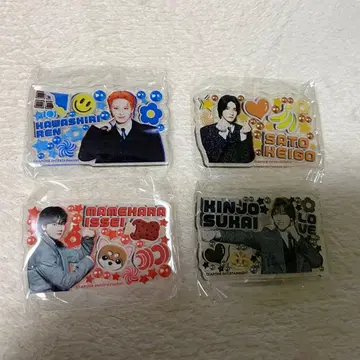 KAWASHIRI
REN
SATO
KEIGO
MAMEHARA
ISSEI
KINJO
SUKAI
LOVE